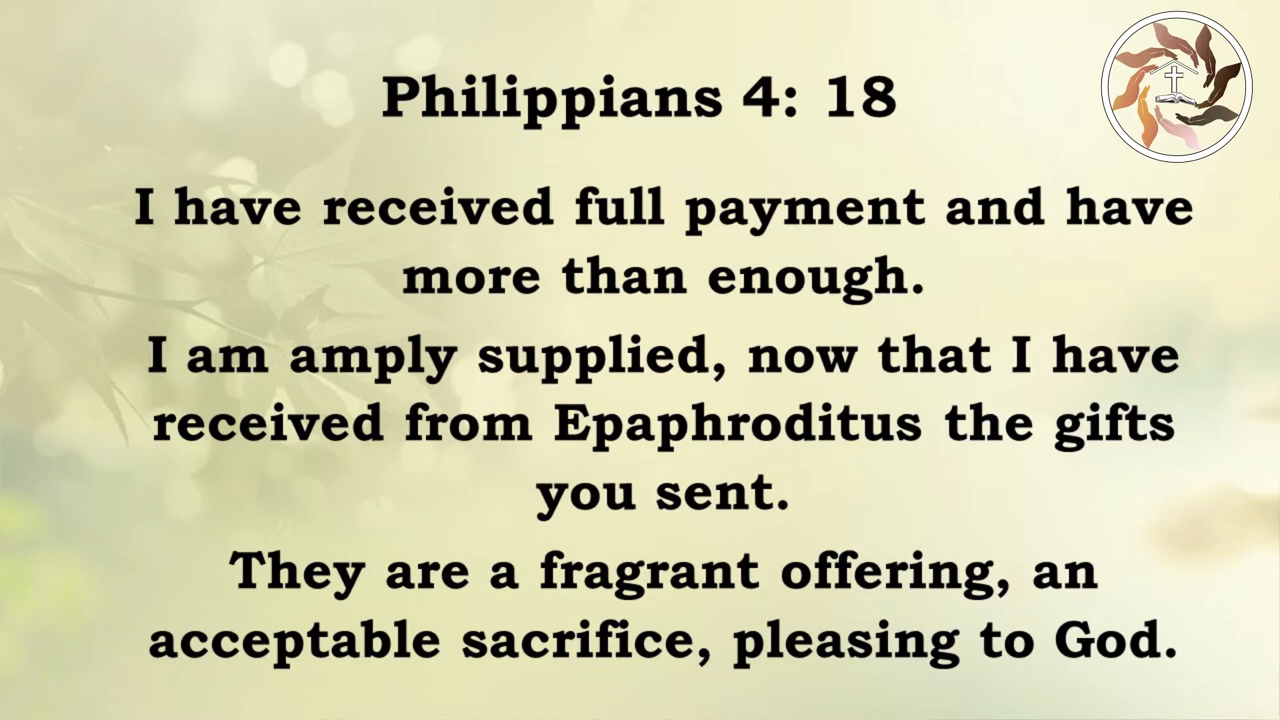 Philippians 4: 18
I have received full payment and have
more than enough.
I am amply supplied, now that I have
received from Epaphroditus the gifts
you sent.
They are a fragrant offering, an
acceptable sacrifice, pleasing to God.